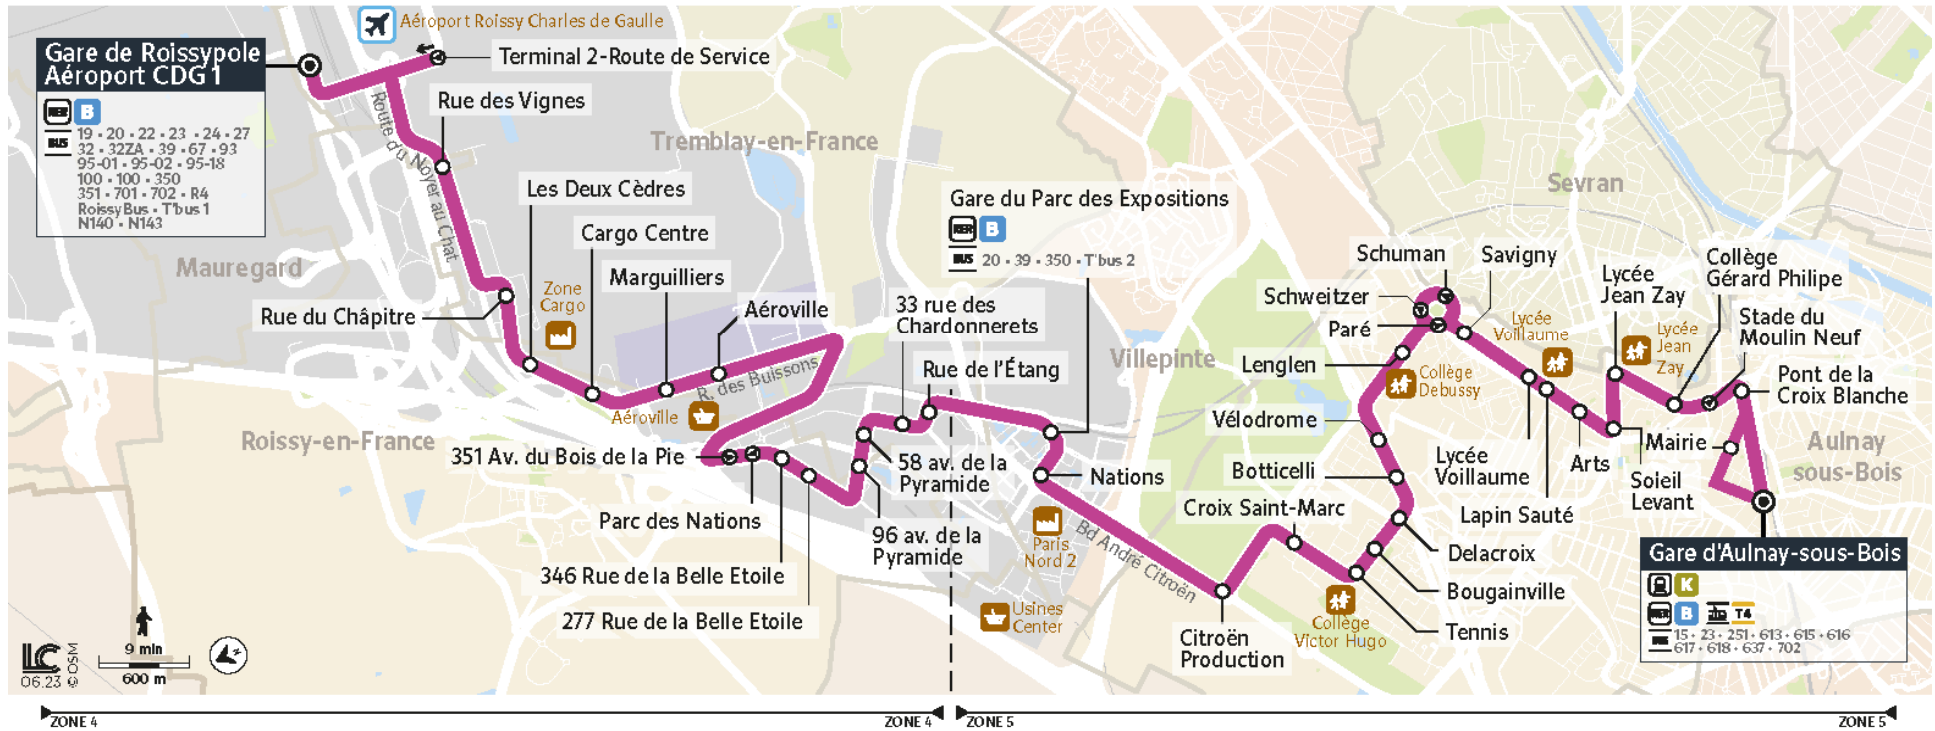 Aéroport Roissy Charles de Gaulle
Gare de Roissypole
Aéroport CDG 1
RER B
BUS
19 • 20 • 22 • 23 • 24 • 27
32 • 32ZA • 39 • 67 • 93
95-01 • 95-02 • 95-18
100 • 100 • 350
351 • 701 • 702 • R4
RoissyBus • T'bus 1
N140 • N143
Terminal 2-Route de Service
Rue des Vignes
Route du Noyer au Chat
Tremblay-en-France
Mauregard
Les Deux Cèdres
Cargo Centre
Marguilliers
Zone
Cargo
Rue du Châpitre
Aéroville
R. des Buissons
Aéroville
Roissy-en-France
351 Av. du Bois de la Pie
Parc des Nations
346 Rue de la Belle Etoile
277 Rue de la Belle Etoile
33 rue des
Chardonnerets
Rue de l'Étang
58 av. de la
Pyramide
96 av. de la
Pyramide
Gare du Parc des Expositions
RER B
BUS 20 • 39 • 350 • T'bus 2
Nations
Paris
Nord 2
Usines
Center
Bd André Citroën
Villepinte
Citroën
Production
Croix Saint-Marc
Collège
Victor Hugo
Tennis
Bougainville
Delacroix
Botticelli
Vélodrome
Lenglen
Collège
Debussy
Paré
Schweitzer
Schuman
Savigny
Sevran
Lycée
Voillaume
Lycée
Voillaume
Lapin Sauté
Arts
Soleil
Levant
Lycée
Jean Zay
Lycée
Jean
Zay
Collège
Gérard Philipe
Stade du
Moulin Neuf
Pont de la
Croix Blanche
Mairie
Aulnay
sous-Bois
Gare d'Aulnay-sous-Bois
K
RER B T4
BUS 15 • 23 • 251 • 613 • 615 • 616
617 • 618 • 637 • 702
9 min
600 m
LC
06.23
© OSM
ZONE 4
ZONE 4
ZONE 5
ZONE 5